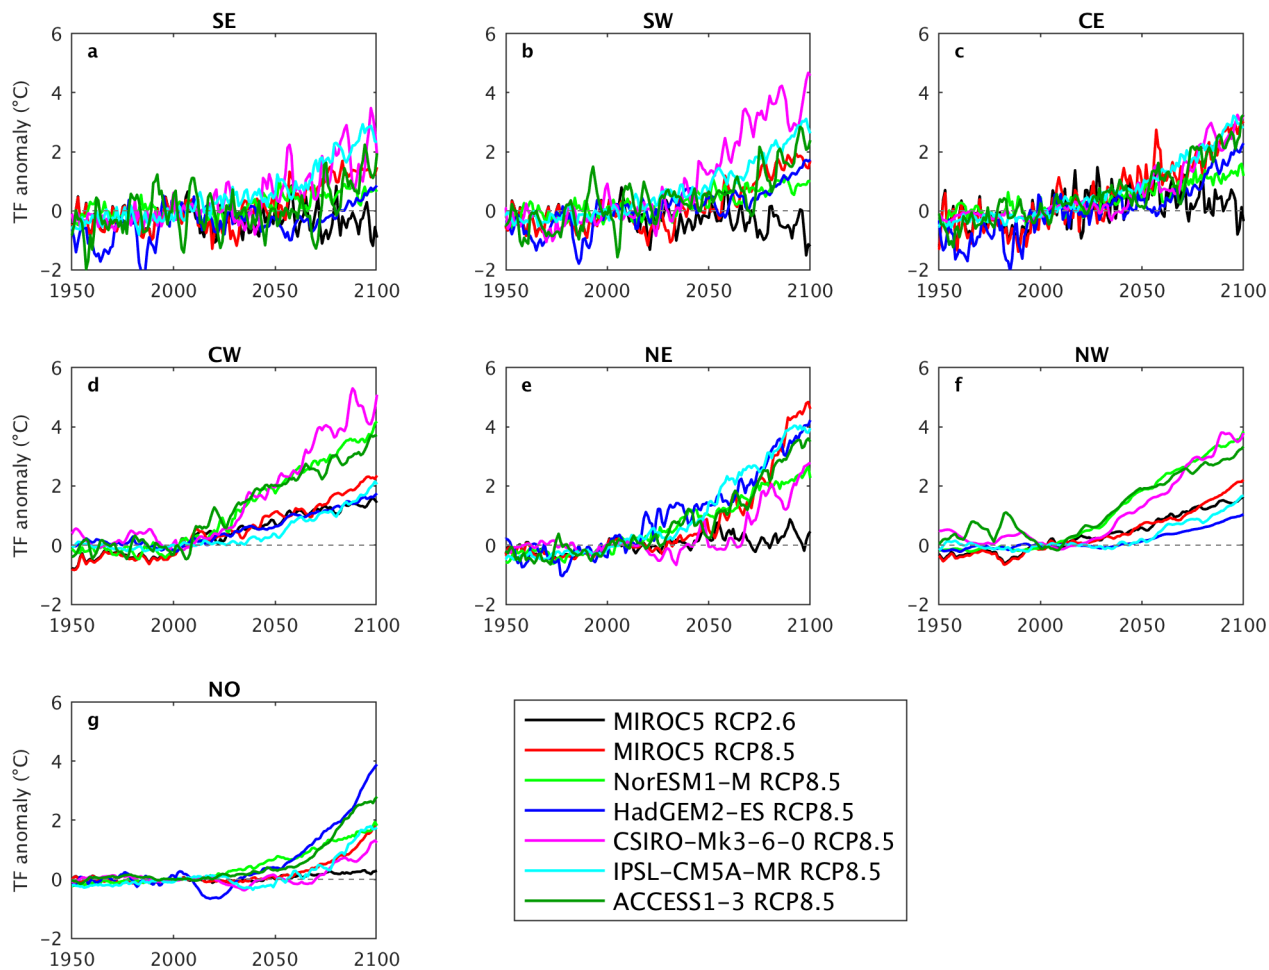 SE SW CE
TF anomaly (°C)
a b c
6 4 2 0 −2
6 4 2 0 −2
6 4 2 0 −2
1950 2000 2050 2100
1950 2000 2050 2100
1950 2000 2050 2100
CW NE NW
TF anomaly (°C)
d e f
6 4 2 0 −2
6 4 2 0 −2
6 4 2 0 −2
1950 2000 2050 2100
1950 2000 2050 2100
1950 2000 2050 2100
NO
TF anomaly (°C)
g
6 4 2 0 −2
1950 2000 2050 2100
MIROC5 RCP2.6
MIROC5 RCP8.5
NorESM1−M RCP8.5
HadGEM2−ES RCP8.5
CSIRO−Mk3−6−0 RCP8.5
IPSL−CM5A−MR RCP8.5
ACCESS1−3 RCP8.5